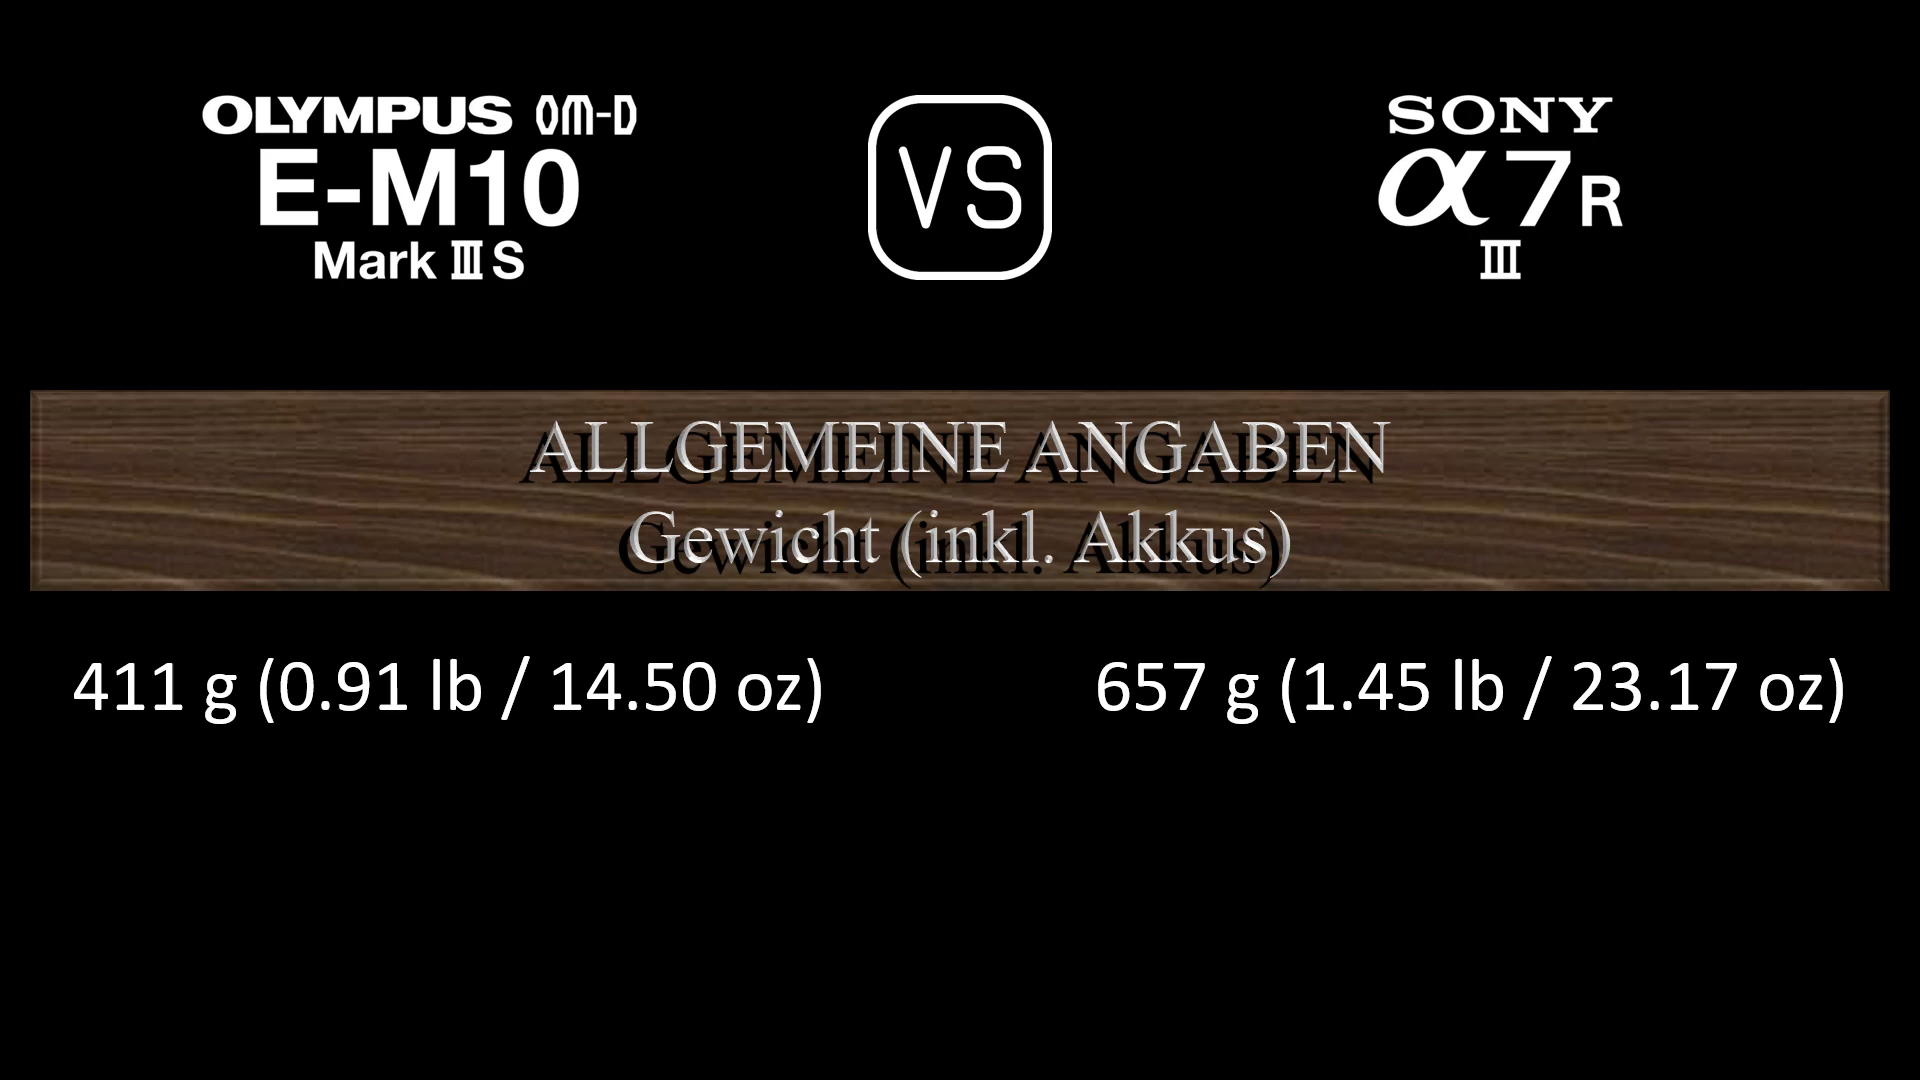 OLYMPUS OM-D
E-M10
Mark III S
VS
SONY
α7R
III
ALLGEMEINE ANGABEN
Gewicht (inkl. Akkus)
411 g (0.91 lb / 14.50 oz)
657 g (1.45 lb / 23.17 oz)